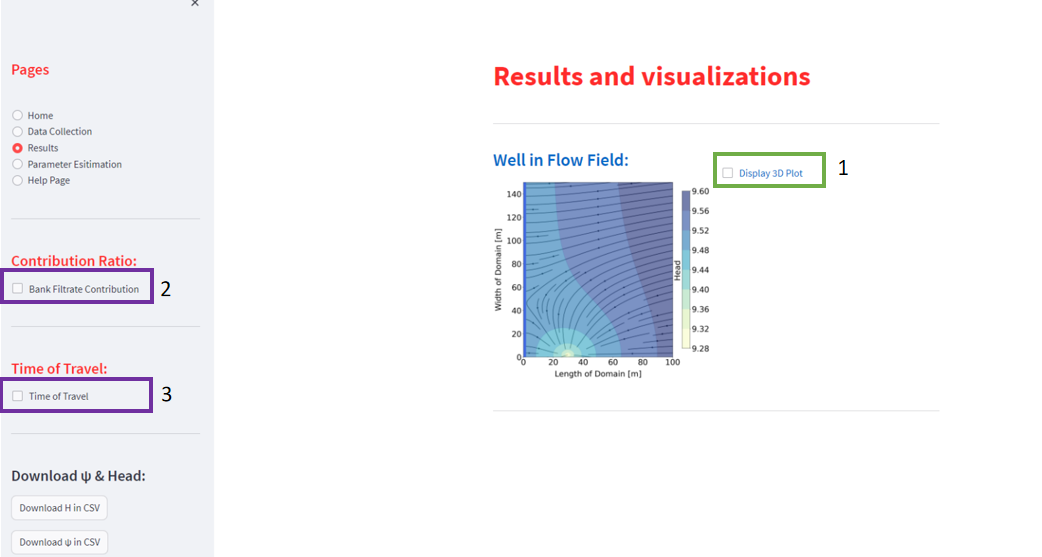 ×
Pages
Home
Data Collection
Results
Parameter Esitimation
Help Page
Contribution Ratio:
Bank Filtrate Contribution
2
Time of Travel:
Time of Travel
3
Download ψ & Head:
Download H in CSV
Download ψ in CSV
Results and visualizations
Well in Flow Field:
Display 3D Plot
1
Width of Domain [m]
140
120
100
80
60
40
20
0
0 20 40 60 80 100
Length of Domain [m]
Head
9.60
9.56
9.52
9.48
9.44
9.40
9.36
9.32
9.28